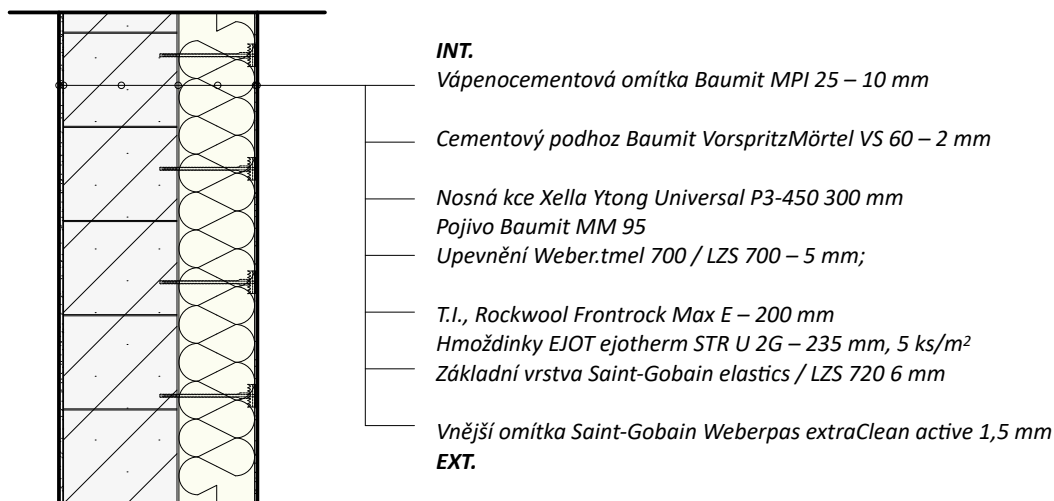 INT.
Vápenocementová omítka Baumit MPI 25 – 10 mm
Cementový podhoz Baumit VorspritzMörtel VS 60 – 2 mm
Nosná kce Xella Ytong Universal P3-450 300 mm
Pojivo Baumit MM 95
Upevnění Weber.tmel 700 / LZS 700 – 5 mm;
T.I., Rockwool Frontrock Max E – 200 mm
Hmoždinky EJOT ejotherm STR U 2G – 235 mm, 5 ks/m²
Základní vrstva Saint-Gobain elastics / LZS 720 6 mm
Vnější omítka Saint-Gobain Weberpas extraClean active 1,5 mm
EXT.